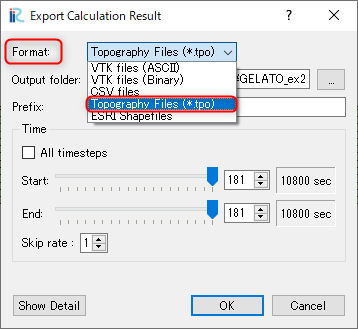 iRIC Export Calculation Result
Format: Topography Files (*.tpo)
VTK files (ASCII)
Output folder: VTK files (Binary) GELATO_ex2 ...
CSV files
Prefix: Topography Files (*.tpo)
ESRI Shapefiles
Time
All timesteps
Start: 181 10800 sec
End: 181 10800 sec
Skip rate : 1
Show Detail OK Cancel